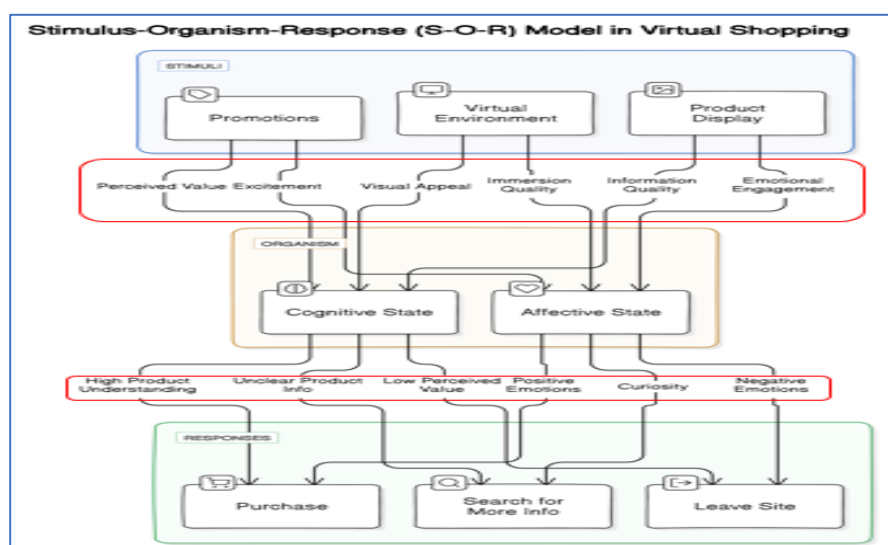 Stimulus-Organism-Response (S-O-R) Model in Virtual Shopping
STIMULI
Promotions
Virtual
Environment
Product
Display
Perceived Value
Excitement
Visual Appeal
Immersion
Quality
Information
Quality
Emotional
Engagement
ORGANISM
Cognitive State
Affective State
High Product
Understanding
Unclear Product
Info
Low Perceived
Value
Positive
Emotions
Curiosity
Negative
Emotions
RESPONSES
Purchase
Search for
More Info
Leave Site